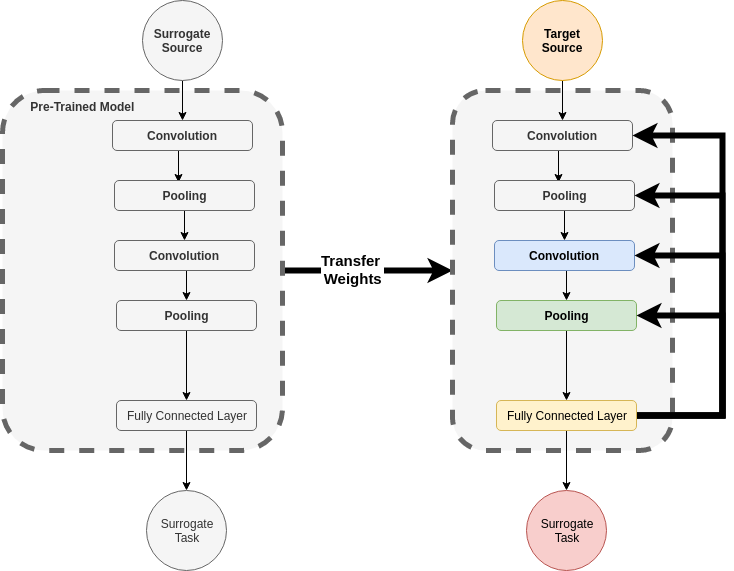 Surrogate
Source
Pre-Trained Model
Convolution
Pooling
Convolution
Pooling
Fully Connected Layer
Surrogate
Task
Transfer
Weights
Target
Source
Convolution
Pooling
Convolution
Pooling
Fully Connected Layer
Surrogate
Task